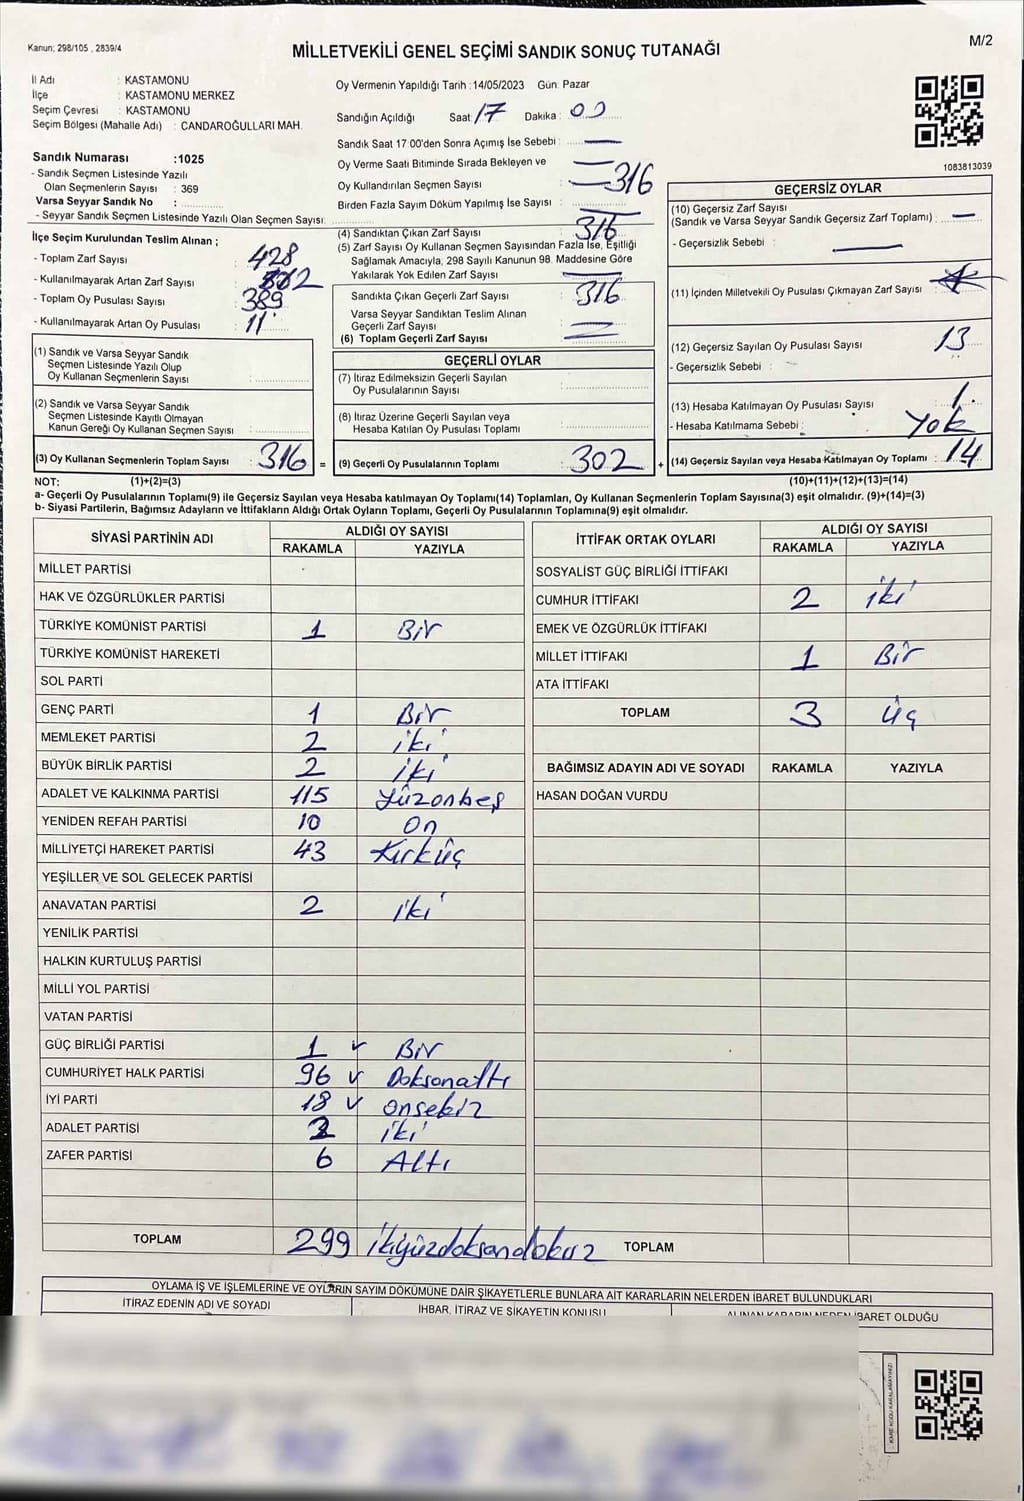 Kanun; 298/105 , 2839/4
MİLLETVEKİLİ GENEL SEÇİMİ SANDIK SONUÇ TUTANAĞI
M/2
İl Adı : KASTAMONU
İlçe : KASTAMONU MERKEZ
Seçim Çevresi : KASTAMONU
Seçim Bölgesi (Mahalle Adı) : CANDAROĞULLARI MAH.
Sandık Numarası :1025
- Sandık Seçmen Listesinde Yazılı
Olan Seçmenlerin Sayısı : 369
Varsa Seyyar Sandık No :
- Seyyar Sandık Seçmen Listesinde Yazılı Olan Seçmen Sayısı:
Oy Vermenin Yapıldığı Tarih :14/05/2023 Gün: Pazar
Sandığın Açıldığı Saat: 17 Dakika : 00
Sandık Saat 17:00'den Sonra Açımış İse Sebebi :
Oy Verme Saati Bitiminde Sırada Bekleyen ve
Oy Kullandırılan Seçmen Sayısı 316
Birden Fazla Sayım Döküm Yapılmış İse Sayısı :
1083813039
İlçe Seçim Kurulundan Teslim Alınan ;
- Toplam Zarf Sayısı : 428
- Kullanılmayarak Artan Zarf Sayısı :
- Toplam Oy Pusulası Sayısı : 389
- Kullanılmayarak Artan Oy Pusulası : 11
(4) Sandıktan Çıkan Zarf Sayısı : 316
(5) Zarf Sayısı Oy Kullanan Seçmen Sayısından Fazla İse, Eşitliği
Sağlamak Amacıyla, 298 Sayılı Kanunun 98. Maddesine Göre
Yakılarak Yok Edilen Zarf Sayısı :
Sandıkta Çıkan Geçerli Zarf Sayısı : 316
Varsa Seyyar Sandıktan Teslim Alınan
Geçerli Zarf Sayısı :
(6) Toplam Geçerli Zarf Sayısı :
GEÇERSİZ OYLAR
(10) Geçersiz Zarf Sayısı
(Sandık ve Varsa Seyyar Sandık Geçersiz Zarf Toplamı) :
- Geçersizlik Sebebi :
(11) İçinden Milletvekili Oy Pusulası Çıkmayan Zarf Sayısı :
(12) Geçersiz Sayılan Oy Pusulası Sayısı : 13
- Geçersizlik Sebebi :
(13) Hesaba Katılmayan Oy Pusulası Sayısı : 1
- Hesaba Katılmama Sebebi : Yok
(14) Geçersiz Sayılan veya Hesaba Katılmayan Oy Toplamı : 14
(1) Sandık ve Varsa Seyyar Sandık
Seçmen Listesinde Yazılı Olup
Oy Kullanan Seçmenlerin Sayısı :
(2) Sandık ve Varsa Seyyar Sandık
Seçmen Listesinde Kayıtlı Olmayan
Kanun Gereği Oy Kullanan Seçmen Sayısı :
(3) Oy Kullanan Seçmenlerin Toplam Sayısı : 316 =
GEÇERLİ OYLAR
(7) İtiraz Edilmeksizin Geçerli Sayılan
Oy Pusulalarının Sayısı :
(8) İtiraz Üzerine Geçerli Sayılan veya
Hesaba Katılan Oy Pusulası Toplamı :
(9) Geçerli Oy Pusulalarının Toplamı : 302 +
NOT: (1)+(2)=(3) (10)+(11)+(12)+(13)=(14)
a- Geçerli Oy Pusulalarının Toplamı(9) ile Geçersiz Sayılan veya Hesaba katılmayan Oy Toplamı(14) Toplamları, Oy Kullanan Seçmenlerin Toplam Sayısına(3) eşit olmalıdır. (9)+(14)=(3)
b- Siyasi Partilerin, Bağımsız Adayların ve İttifakların Aldığı Ortak Oyların Toplamı, Geçerli Oy Pusulalarının Toplamına(9) eşit olmalıdır.
SİYASİ PARTİNİN ADI ALDIĞI OY SAYISI
RAKAMLA YAZIYLA
MİLLET PARTİSİ
HAK VE ÖZGÜRLÜKLER PARTİSİ
TÜRKİYE KOMÜNİST PARTİSİ 1 Bir
TÜRKİYE KOMÜNİST HAREKETİ
SOL PARTİ
GENÇ PARTİ 1 Bir
MEMLEKET PARTİSİ 2 iki
BÜYÜK BİRLİK PARTİSİ 2 iki
ADALET VE KALKINMA PARTİSİ 115 yüzonbeş
YENİDEN REFAH PARTİSİ 10 On
MİLLİYETÇİ HAREKET PARTİSİ 43 Kırküç
YEŞİLLER VE SOL GELECEK PARTİSİ
ANAVATAN PARTİSİ 2 iki
YENİLİK PARTİSİ
HALKIN KURTULUŞ PARTİSİ
MİLLİ YOL PARTİSİ
VATAN PARTİSİ
GÜÇ BİRLİĞİ PARTİSİ 1 Bir
CUMHURİYET HALK PARTİSİ 96 Doksanaltı
İYİ PARTİ 18 onsekiz
ADALET PARTİSİ 2 iki
ZAFER PARTİSİ 6 Altı
TOPLAM 299 ikiyüzdoksandokuz
İTTİFAK ORTAK OYLARI ALDIĞI OY SAYISI
RAKAMLA YAZIYLA
SOSYALİST GÜÇ BİRLİĞİ İTTİFAKI
CUMHUR İTTİFAKI 2 iki
EMEK VE ÖZGÜRLÜK İTTİFAKI
MİLLET İTTİFAKI 1 Bir
ATA İTTİFAKI
TOPLAM 3 üç
BAĞIMSIZ ADAYIN ADI VE SOYADI RAKAMLA YAZIYLA
HASAN DOĞAN VURDU
TOPLAM
OYLAMA İŞ VE İŞLEMLERİNE VE OYLARIN SAYIM DÖKÜMÜNE DAİR ŞİKAYETLERLE BUNLARA AİT KARARLARIN NELERDEN İBARET BULUNDUKLARI
İTİRAZ EDENİN ADI VE SOYADI
İHBAR, İTİRAZ VE ŞİKAYETİN KONUSU
ALINAN KARARIN NEDEN İBARET OLDUĞU